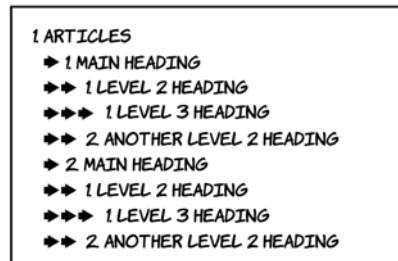 1. ARTICLES
➧ 1. MAIN HEADING
➧➧ 1. LEVEL 2 HEADING
➧➧➧ 1. LEVEL 3 HEADING
➧➧ 2. ANOTHER LEVEL 2 HEADING
➧ 2. MAIN HEADING
➧➧ 1. LEVEL 2 HEADING
➧➧➧ 1. LEVEL 3 HEADING
➧➧ 2. ANOTHER LEVEL 2 HEADING